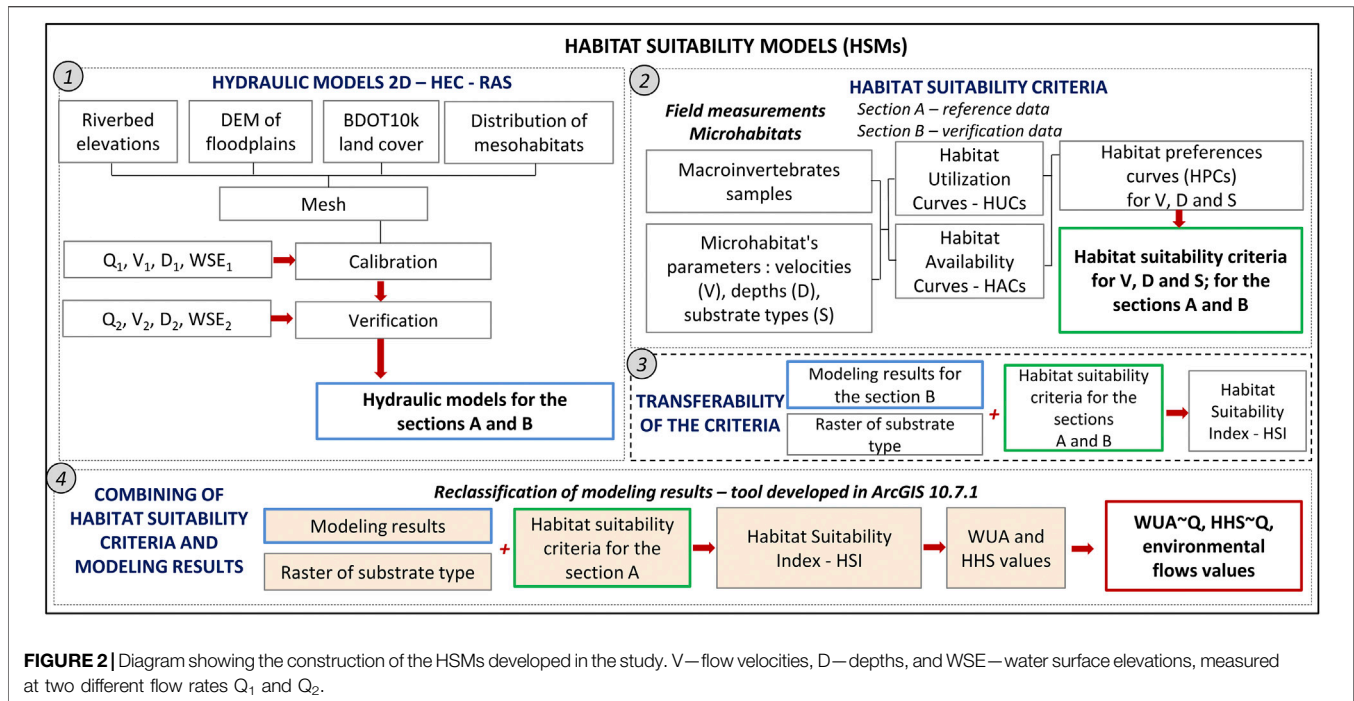 HABITAT SUITABILITY MODELS (HSMs)
1
HYDRAULIC MODELS 2D – HEC - RAS
Riverbed
elevations
DEM of
floodplains
BDOT10k
land cover
Distribution of
mesohabitats
Mesh
Q₁, V₁, D₁, WSE₁
Calibration
Q₂, V₂, D₂, WSE₂
Verification
Hydraulic models for the
sections A and B
2
HABITAT SUITABILITY CRITERIA
Field measurements
Microhabitats
Section A – reference data
Section B – verification data
Macroinvertebrates
samples
Microhabitat's
parameters : velocities
(V), depths (D),
substrate types (S)
Habitat
Utilization
Curves - HUCs
Habitat
Availability
Curves - HACs
Habitat preferences
curves (HPCs)
for V, D and S
Habitat suitability criteria
for V, D and S; for the
sections A and B
3
TRANSFERABILITY
OF THE CRITERIA
Modeling results for
the section B
Raster of substrate
type
+
Habitat suitability
criteria for the
sections
A and B
Habitat
Suitability
Index - HSI
4
COMBINING OF
HABITAT SUITABILITY
CRITERIA AND
MODELING RESULTS
Reclassification of modeling results – tool developed in ArcGIS 10.7.1
Modeling results
Raster of substrate type
+
Habitat suitability
criteria for the
section A
Habitat Suitability
Index - HSI
WUA and
HHS values
WUA~Q, HHS~Q,
environmental
flows values
FIGURE 2 | Diagram showing the construction of the HSMs developed in the study. V—flow velocities, D—depths, and WSE—water surface elevations, measured
at two different flow rates Q₁ and Q₂.